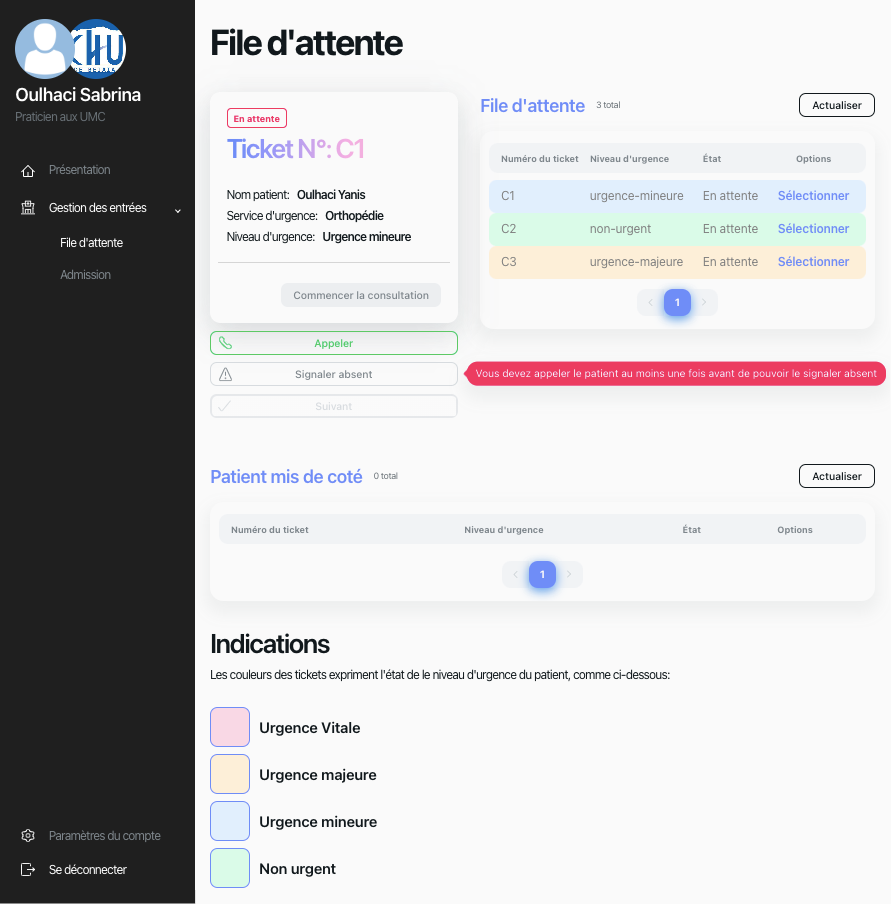 CHU
Oulhaci Sabrina
Praticien aux UMC
Présentation
Gestion des entrées
File d'attente
Admission
Paramètres du compte
Se déconnecter
File d'attente
En attente
Ticket N°: C1
Nom patient: Oulhaci Yanis
Service d'urgence: Orthopédie
Niveau d'urgence: Urgence mineure
Commencer la consultation
Appeler
Signaler absent
Suivant
File d'attente 3 total Actualiser
Numéro du ticket Niveau d'urgence État Options
C1 urgence-mineure En attente Sélectionner
C2 non-urgent En attente Sélectionner
C3 urgence-majeure En attente Sélectionner
1
Vous devez appeler le patient au moins une fois avant de pouvoir le signaler absent
Patient mis de coté 0 total Actualiser
Numéro du ticket Niveau d'urgence État Options
1
Indications
Les couleurs des tickets expriment l'état de le niveau d'urgence du patient, comme ci-dessous:
Urgence Vitale
Urgence majeure
Urgence mineure
Non urgent